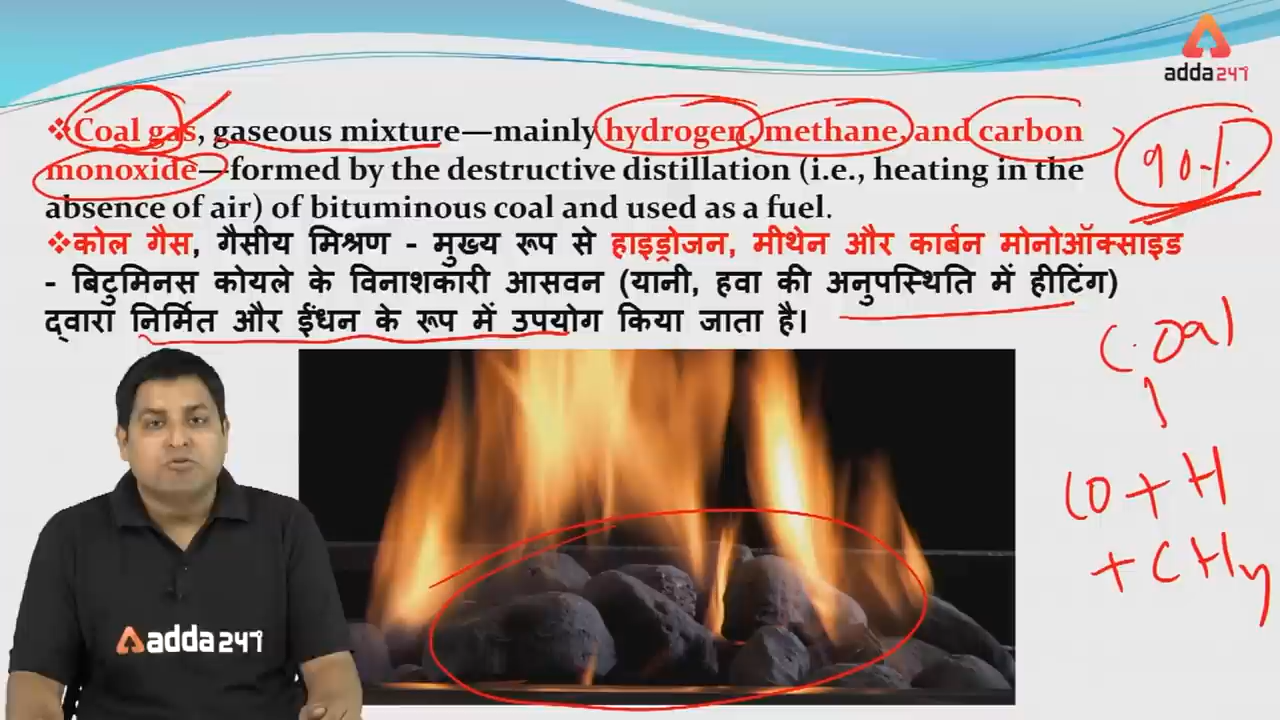 adda247
❖Coal gas, gaseous mixture—mainly hydrogen, methane, and carbon
monoxide—formed by the destructive distillation (i.e., heating in the
absence of air) of bituminous coal and used as a fuel.
90%
❖कोल गैस, गैसीय मिश्रण - मुख्य रूप से हाइड्रोजन, मीथेन और कार्बन मोनोऑक्साइड
- बिटुमिनस कोयले के विनाशकारी आसवन (यानी, हवा की अनुपस्थिति में हीटिंग)
द्वारा निर्मित और ईंधन के रूप में उपयोग किया जाता है।
Coal
CO + H
+ CH4
adda247